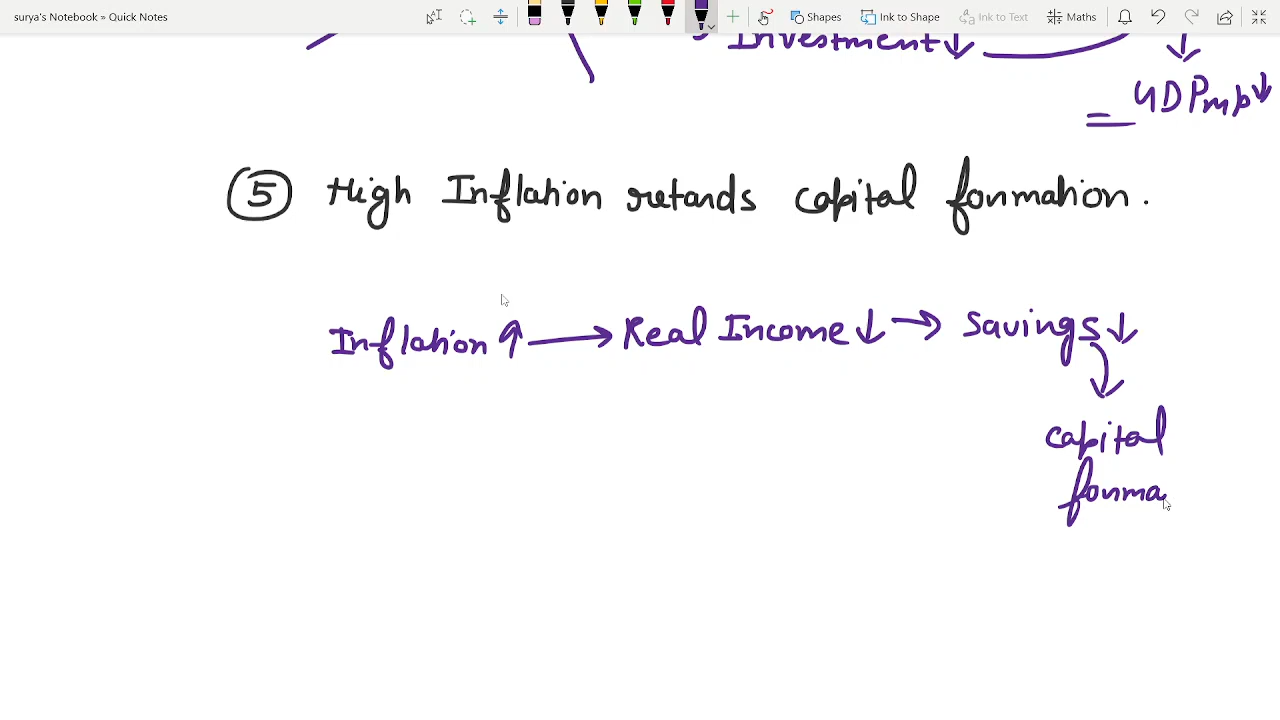 surya's Notebook » Quick Notes
Shapes
Ink to Shape
Ink to Text
Maths
Investment ↓
GDPmp ↓
5 High Inflation retards capital formation.
Inflation ↑ → Real Income ↓ → Savings ↓
capital
forma